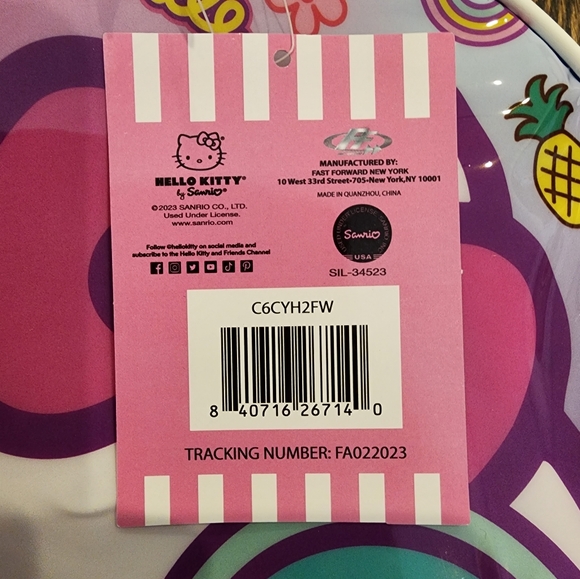 HELLO KITTY®
by Sanrio®
©2023 SANRIO CO., LTD.
Used Under License.
www.sanrio.com
Follow @hellokitty on social media and
subscribe to the Hello Kitty and Friends Channel
MANUFACTURED BY:
FAST FORWARD NEW YORK
10 West 33rd Street-705-New York,NY 10001
MADE IN QUANZHOU, CHINA
Sanrio
USA
SIL-34523
C6CYH2FW
8 40716 26714 0
TRACKING NUMBER: FA022023